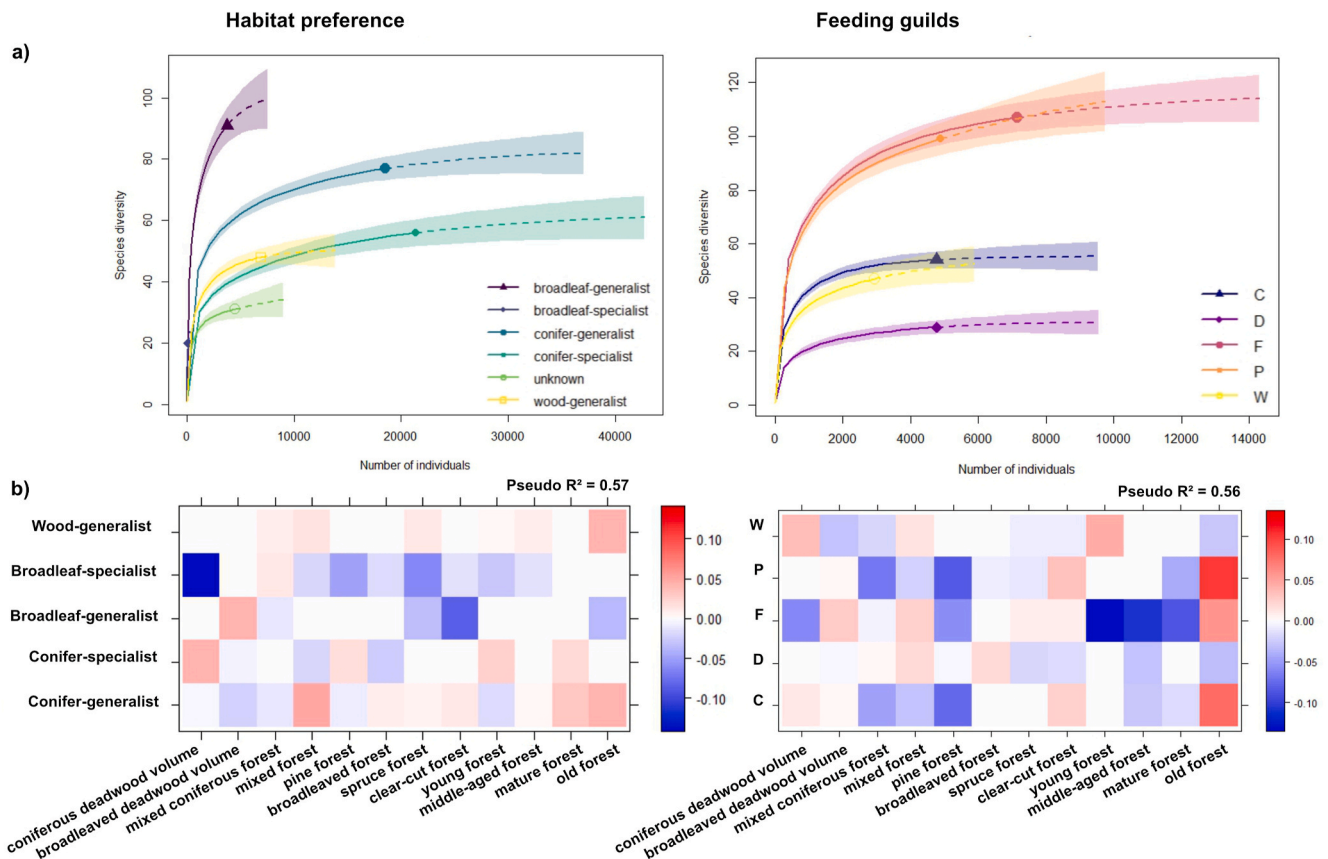 Habitat preference
Feeding guilds
a)
Species diversity
0
20
40
60
80
100
0
10000
20000
30000
40000
Number of individuals
broadleaf-generalist
broadleaf-specialist
conifer-generalist
conifer-specialist
unknown
wood-generalist
Species diversity
0
20
40
60
80
100
120
0
2000
4000
6000
8000
10000
12000
14000
Number of individuals
C
D
F
P
W
b)
Pseudo R² = 0.57
Wood-generalist
Broadleaf-specialist
Broadleaf-generalist
Conifer-specialist
Conifer-generalist
coniferous deadwood volume
broadleaved deadwood volume
mixed coniferous forest
mixed forest
pine forest
broadleaved forest
spruce forest
clear-cut forest
young forest
middle-aged forest
mature forest
old forest
0.10
0.05
0.00
-0.05
-0.10
Pseudo R² = 0.56
W
P
F
D
C
coniferous deadwood volume
broadleaved deadwood volume
mixed coniferous forest
mixed forest
pine forest
broadleaved forest
spruce forest
clear-cut forest
young forest
middle-aged forest
mature forest
old forest
0.10
0.05
0.00
-0.05
-0.10